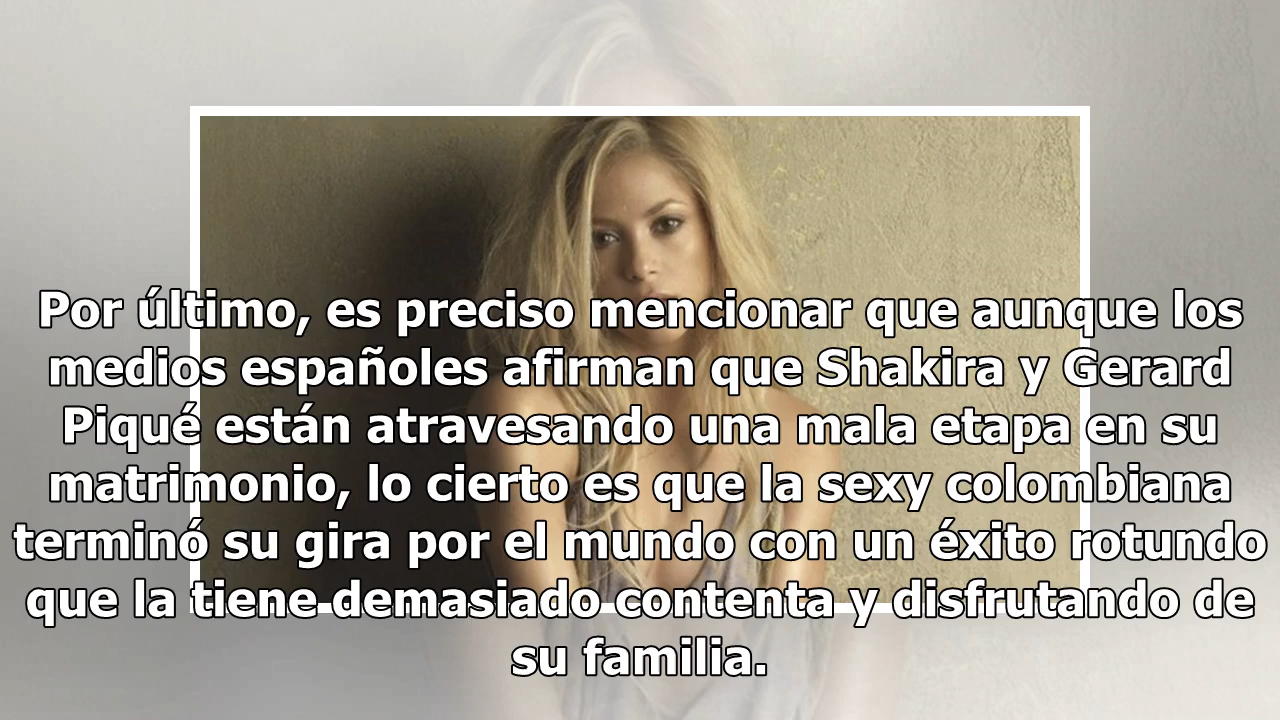 Por último, es preciso mencionar que aunque los
medios españoles afirman que Shakira y Gerard
Piqué están atravesando una mala etapa en su
matrimonio, lo cierto es que la sexy colombiana
terminó su gira por el mundo con un éxito rotundo
que la tiene demasiado contenta y disfrutando de
su familia.